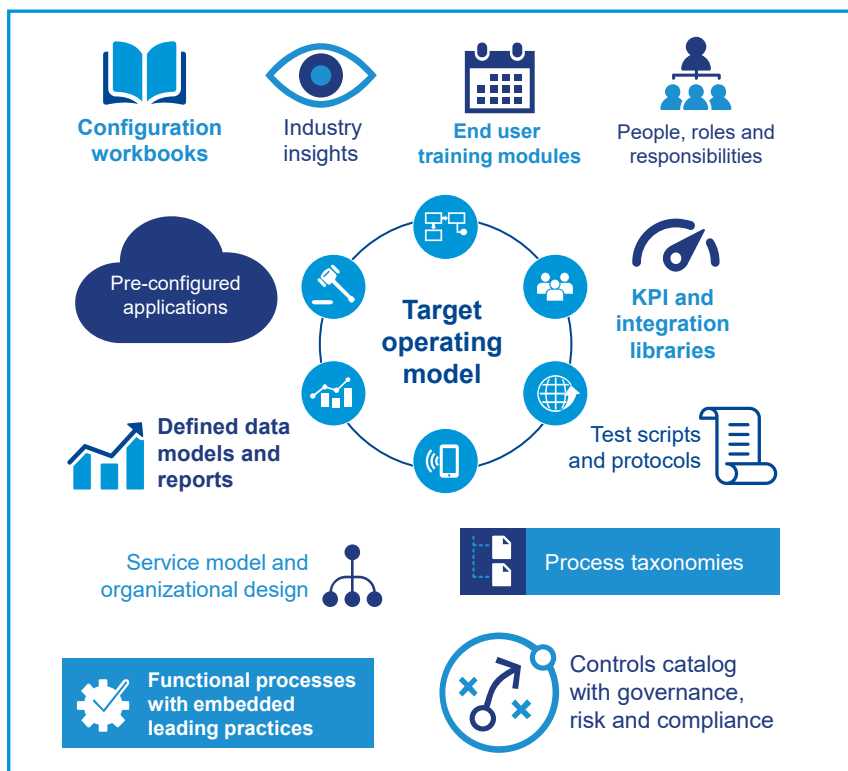 Configuration
workbooks
Industry
insights
End user
training modules
People, roles and
responsibilities
Pre-configured
applications
Target
operating
model
KPI and
integration
libraries
Defined data
models and
reports
Test scripts
and protocols
Service model and
organizational design
Process taxonomies
Functional processes
with embedded
leading practices
Controls catalog
with governance,
risk and compliance